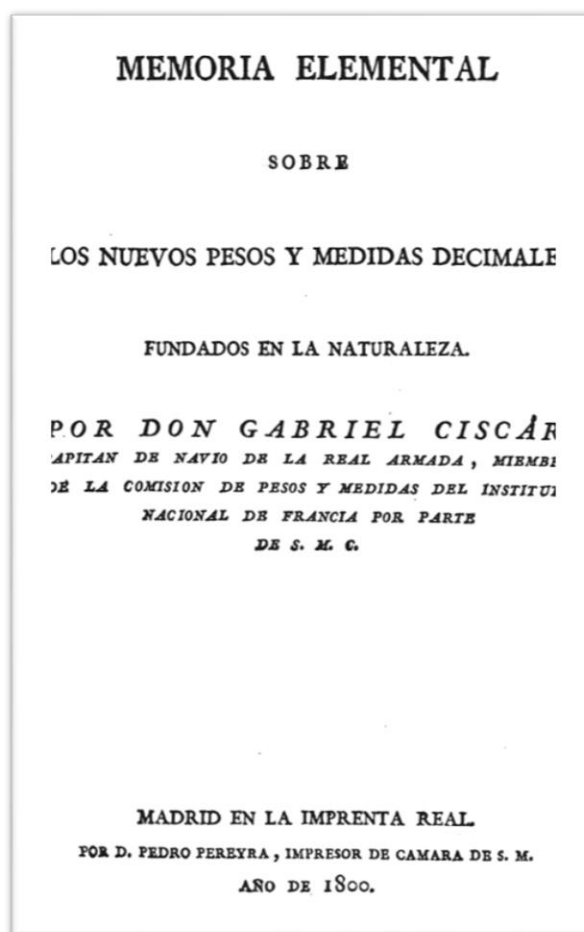 MEMORIA ELEMENTAL
SOBRE
LOS NUEVOS PESOS Y MEDIDAS DECIMALE
FUNDADOS EN LA NATURALEZA.
POR DON GABRIEL CISCÁR
CAPITAN DE NAVIO DE LA REAL ARMADA, MIEMB
DE LA COMISION DE PESOS Y MEDIDAS DEL INSTITU
NACIONAL DE FRANCIA POR PARTE
DE S. M. C.
MADRID EN LA IMPRENTA REAL
POR D. PEDRO PEREYRA, IMPRESOR DE CAMARA DE S. M.
AÑO DE 1800.